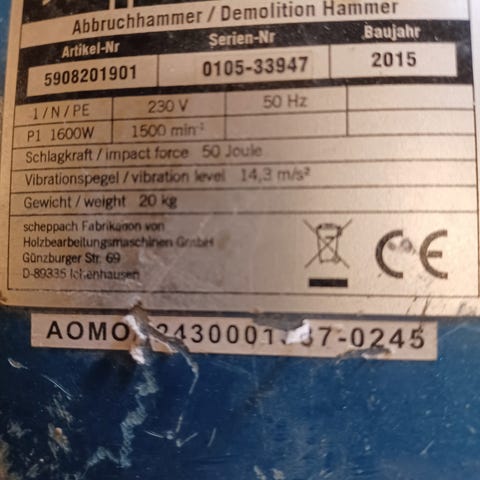 Abbruchhammer / Demolition Hammer
Artikel-Nr Serien-Nr Baujahr
5908201901 0105-33947 2015
1 / N / PE 230 V 50 Hz
P1 1600W 1500 min⁻¹
Schlagkraft / impact force 50 Joule
Vibrationspegel / vibration level 14,3 m/s²
Gewicht / weight 20 kg
scheppach Fabrikation von
Holzbearbeitungsmaschinen GmbH
Günzburger Str. 69
D-89335 Ichenhausen
CE